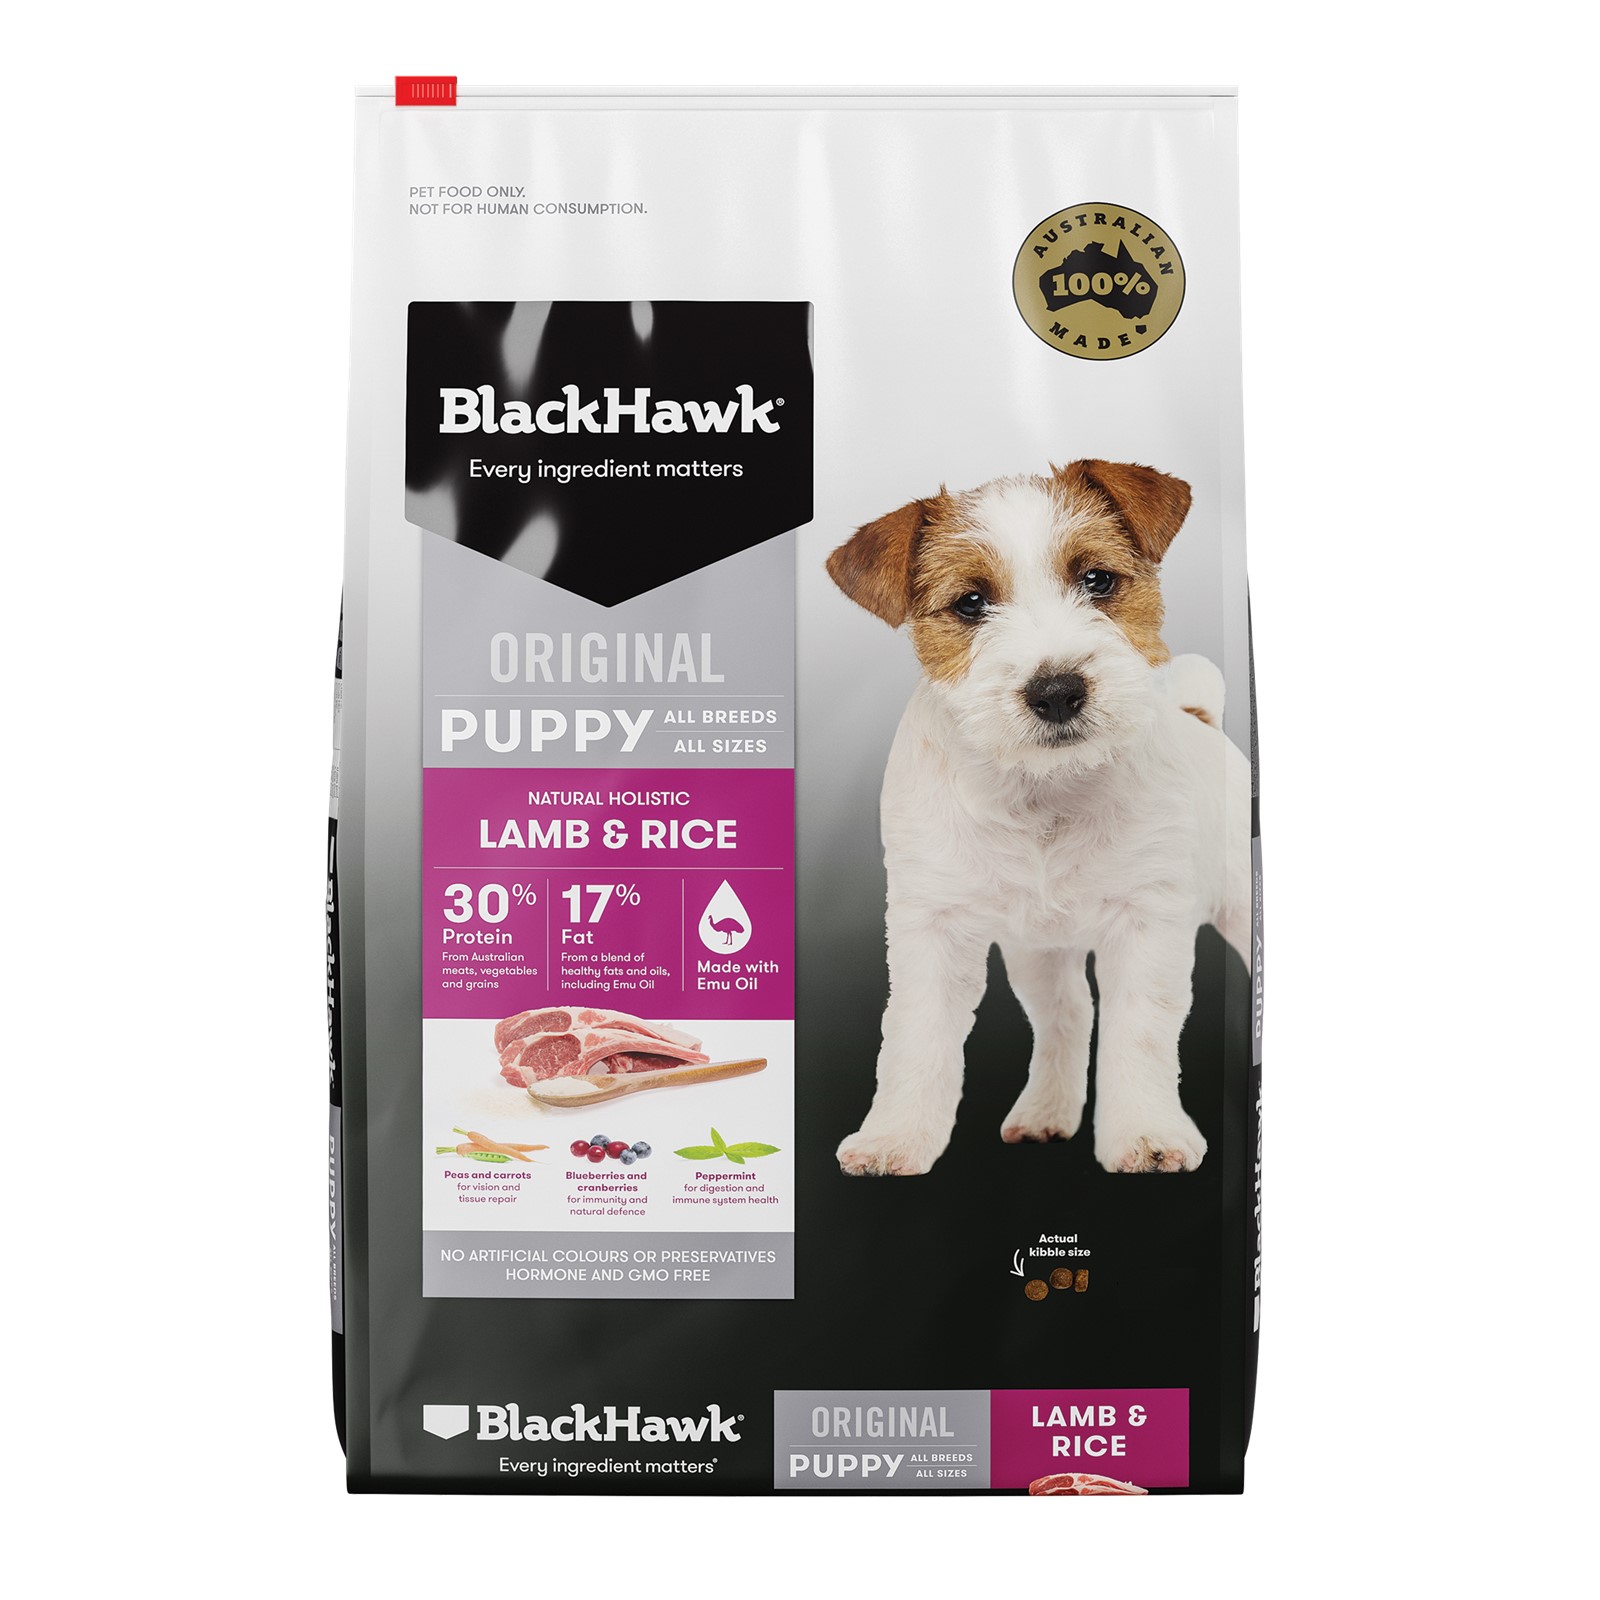 PET FOOD ONLY.
NOT FOR HUMAN CONSUMPTION.
AUSTRALIAN
100%
MADE
BlackHawk®
Every ingredient matters
ORIGINAL
PUPPY
ALL BREEDS
ALL SIZES
NATURAL HOLISTIC
LAMB & RICE
30%
Protein
From Australian
meats, vegetables
and grains
17%
Fat
From a blend of
healthy fats and oils,
including Emu Oil
Made with
Emu Oil
Peas and carrots
for vision and
tissue repair
Blueberries and
cranberries
for immunity and
natural defence
Peppermint
for digestion and
immune system health
NO ARTIFICIAL COLOURS OR PRESERVATIVES
HORMONE AND GMO FREE
Actual
kibble size
BlackHawk®
Every ingredient matters®
ORIGINAL
PUPPY
ALL BREEDS
ALL SIZES
LAMB &
RICE
BlackHawk
PUPPY
ALL BREEDS
PUPPY
BlackHawk